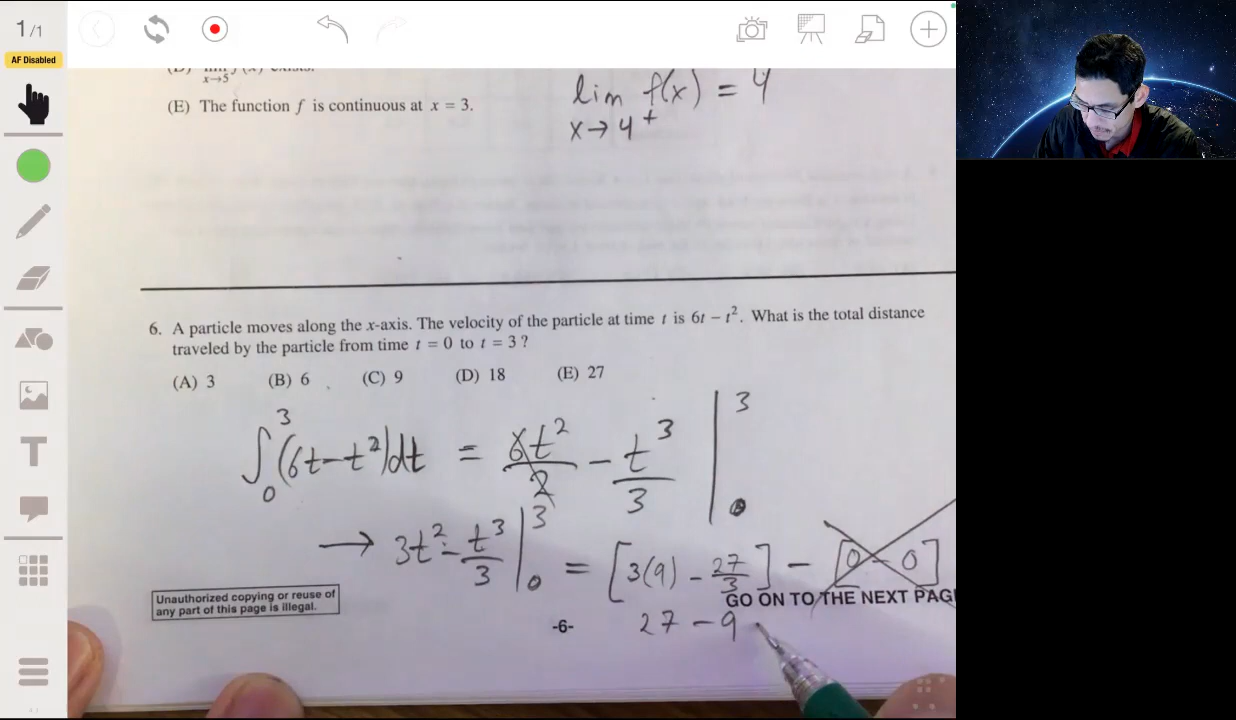 1/1
AF Disabled
x→5
(E) The function f is continuous at x = 3.
lim f(x) = 4
x→4⁺
6. A particle moves along the x-axis. The velocity of the particle at time t is 6t − t². What is the total distance
traveled by the particle from time t = 0 to t = 3 ?
(A) 3 (B) 6 (C) 9 (D) 18 (E) 27
∫₀³ (6t−t²)dt = 6t²/2 − t³/3 |₀³
→ 3t² − t³/3 |₀³ = [3(9) − 27/3] − [0 − 0]
Unauthorized copying or reuse of
any part of this page is illegal.
GO ON TO THE NEXT PAG
-6-
27 − 9
T